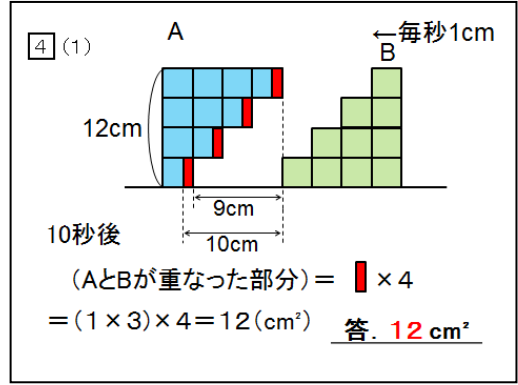 4 (1)
A
←毎秒1cm
B
12cm
9cm
10cm
10秒後
(AとBが重なった部分)= ×4
=(1×3)×4=12(cm²)
答. 12 cm²